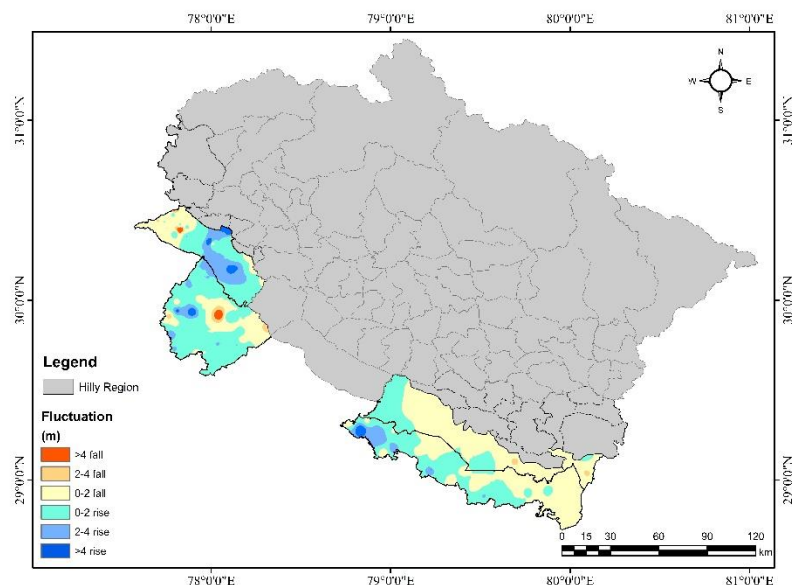 78°0'0"E 79°0'0"E 80°0'0"E 81°0'0"E
N
W E
S
31°0'0"N 31°0'0"N
30°0'0"N 30°0'0"N
29°0'0"N 29°0'0"N
Legend
Hilly Region
Fluctuation
(m)
>4 fall
2-4 fall
0-2 fall
0-2 rise
2-4 rise
>4 rise
0 15 30 60 90 120
km
78°0'0"E 79°0'0"E 80°0'0"E 81°0'0"E